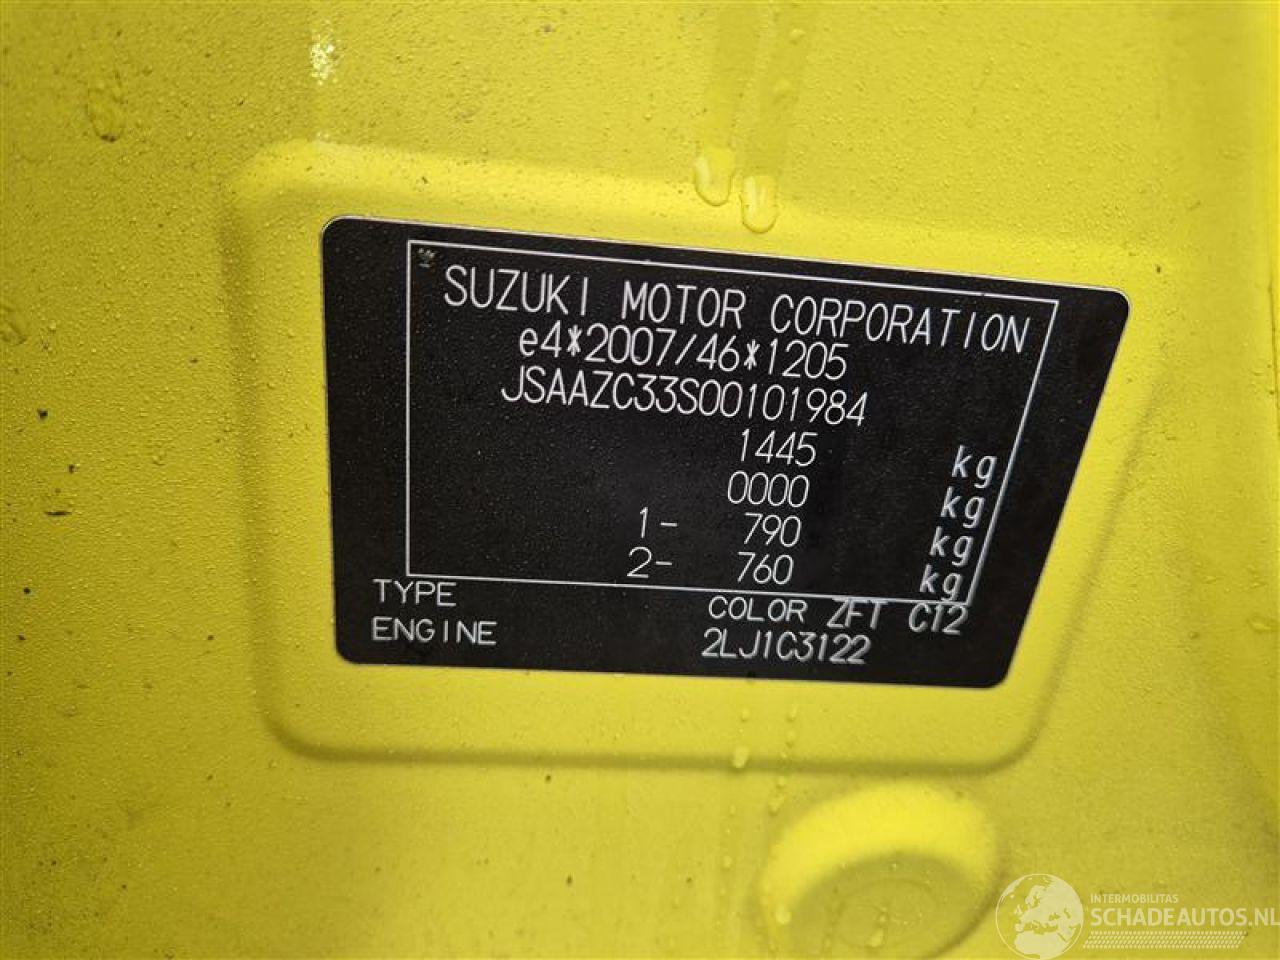 SUZUKI MOTOR CORPORATION
e4*2007/46*1205
JSAAZC33S00101984
1445 kg
0000 kg
1- 790 kg
2- 760 kg
TYPE COLOR ZFT C12
ENGINE 2LJ1C3122
INTERMOBILITAS
SCHADEAUTOS.NL